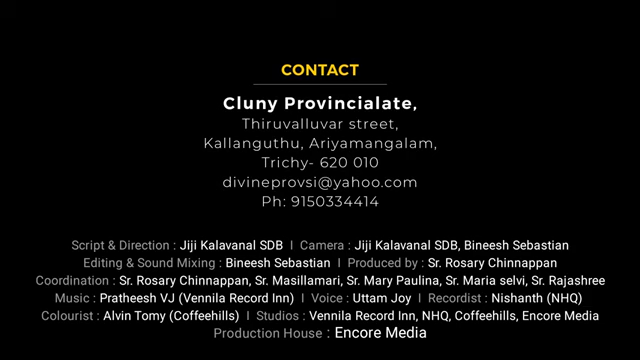 CONTACT
Cluny Provincialate,
Thiruvalluvar street,
Kallanguthu, Ariyamangalam,
Trichy- 620 010
divineprovsi@yahoo.com
Ph: 9150334414
Script & Direction : Jiji Kalavanal SDB I Camera : Jiji Kalavanal SDB, Bineesh Sebastian
Editing & Sound Mixing : Bineesh Sebastian I Produced by : Sr. Rosary Chinnappan
Coordination : Sr. Rosary Chinnappan, Sr. Masillamari, Sr. Mary Paulina, Sr. Maria selvi, Sr. Rajashree
Music : Pratheesh VJ (Vennila Record Inn) I Voice : Uttam Joy I Recordist : Nishanth (NHQ)
Colourist : Alvin Tomy (Coffeehills) I Studios : Vennila Record Inn, NHQ, Coffeehills, Encore Media
Production House : Encore Media